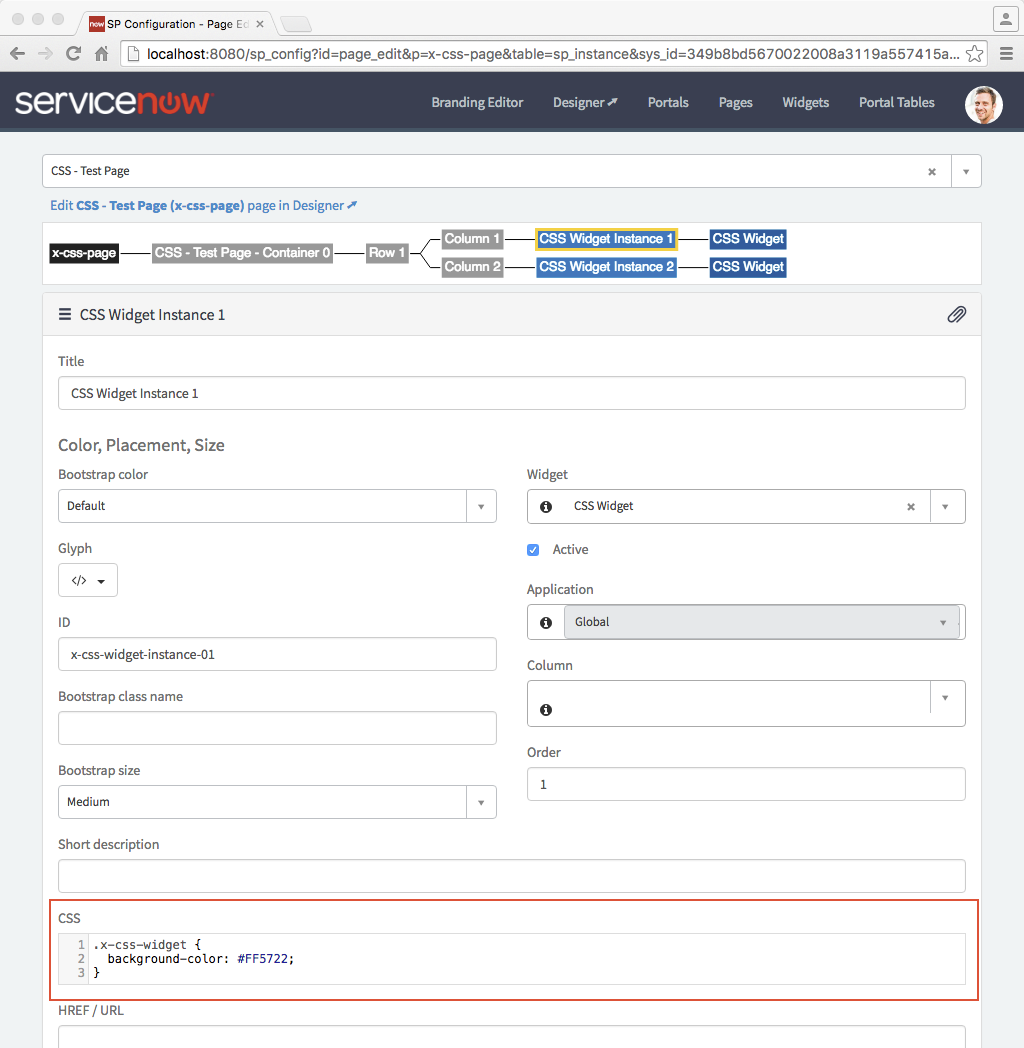 now SP Configuration - Page Ed
localhost:8080/sp_config?id=page_edit&p=x-css-page&table=sp_instance&sys_id=349b8bd5670022008a3119a557415a...
servicenow Branding Editor Designer Portals Pages Widgets Portal Tables
CSS - Test Page
Edit CSS - Test Page (x-css-page) page in Designer
Column 1 CSS Widget Instance 1 CSS Widget
x-css-page CSS - Test Page - Container 0 Row 1
Column 2 CSS Widget Instance 2 CSS Widget
CSS Widget Instance 1
Title
CSS Widget Instance 1
Color, Placement, Size
Bootstrap color
Default
Glyph
</>
ID
x-css-widget-instance-01
Bootstrap class name
Bootstrap size
Medium
Widget
CSS Widget
Active
Application
Global
Column
Order
1
Short description
CSS
1 .x-css-widget {
2 background-color: #FF5722;
3 }
HREF / URL